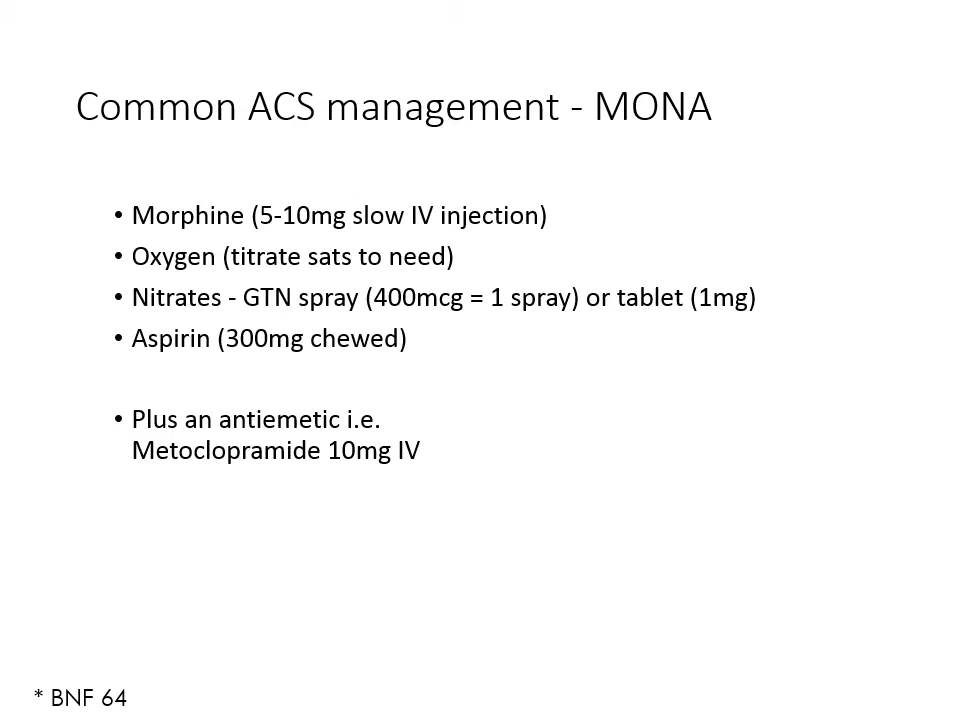 Common ACS management - MONA
• Morphine (5-10mg slow IV injection)
• Oxygen (titrate sats to need)
• Nitrates - GTN spray (400mcg = 1 spray) or tablet (1mg)
• Aspirin (300mg chewed)
• Plus an antiemetic i.e.
Metoclopramide 10mg IV
* BNF 64